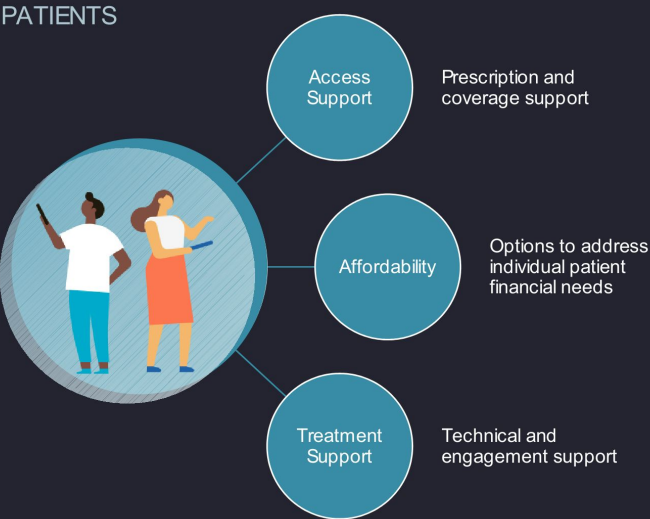 PATIENTS
Access
Support
Prescription and
coverage support
Affordability
Options to address
individual patient
financial needs
Treatment
Support
Technical and
engagement support